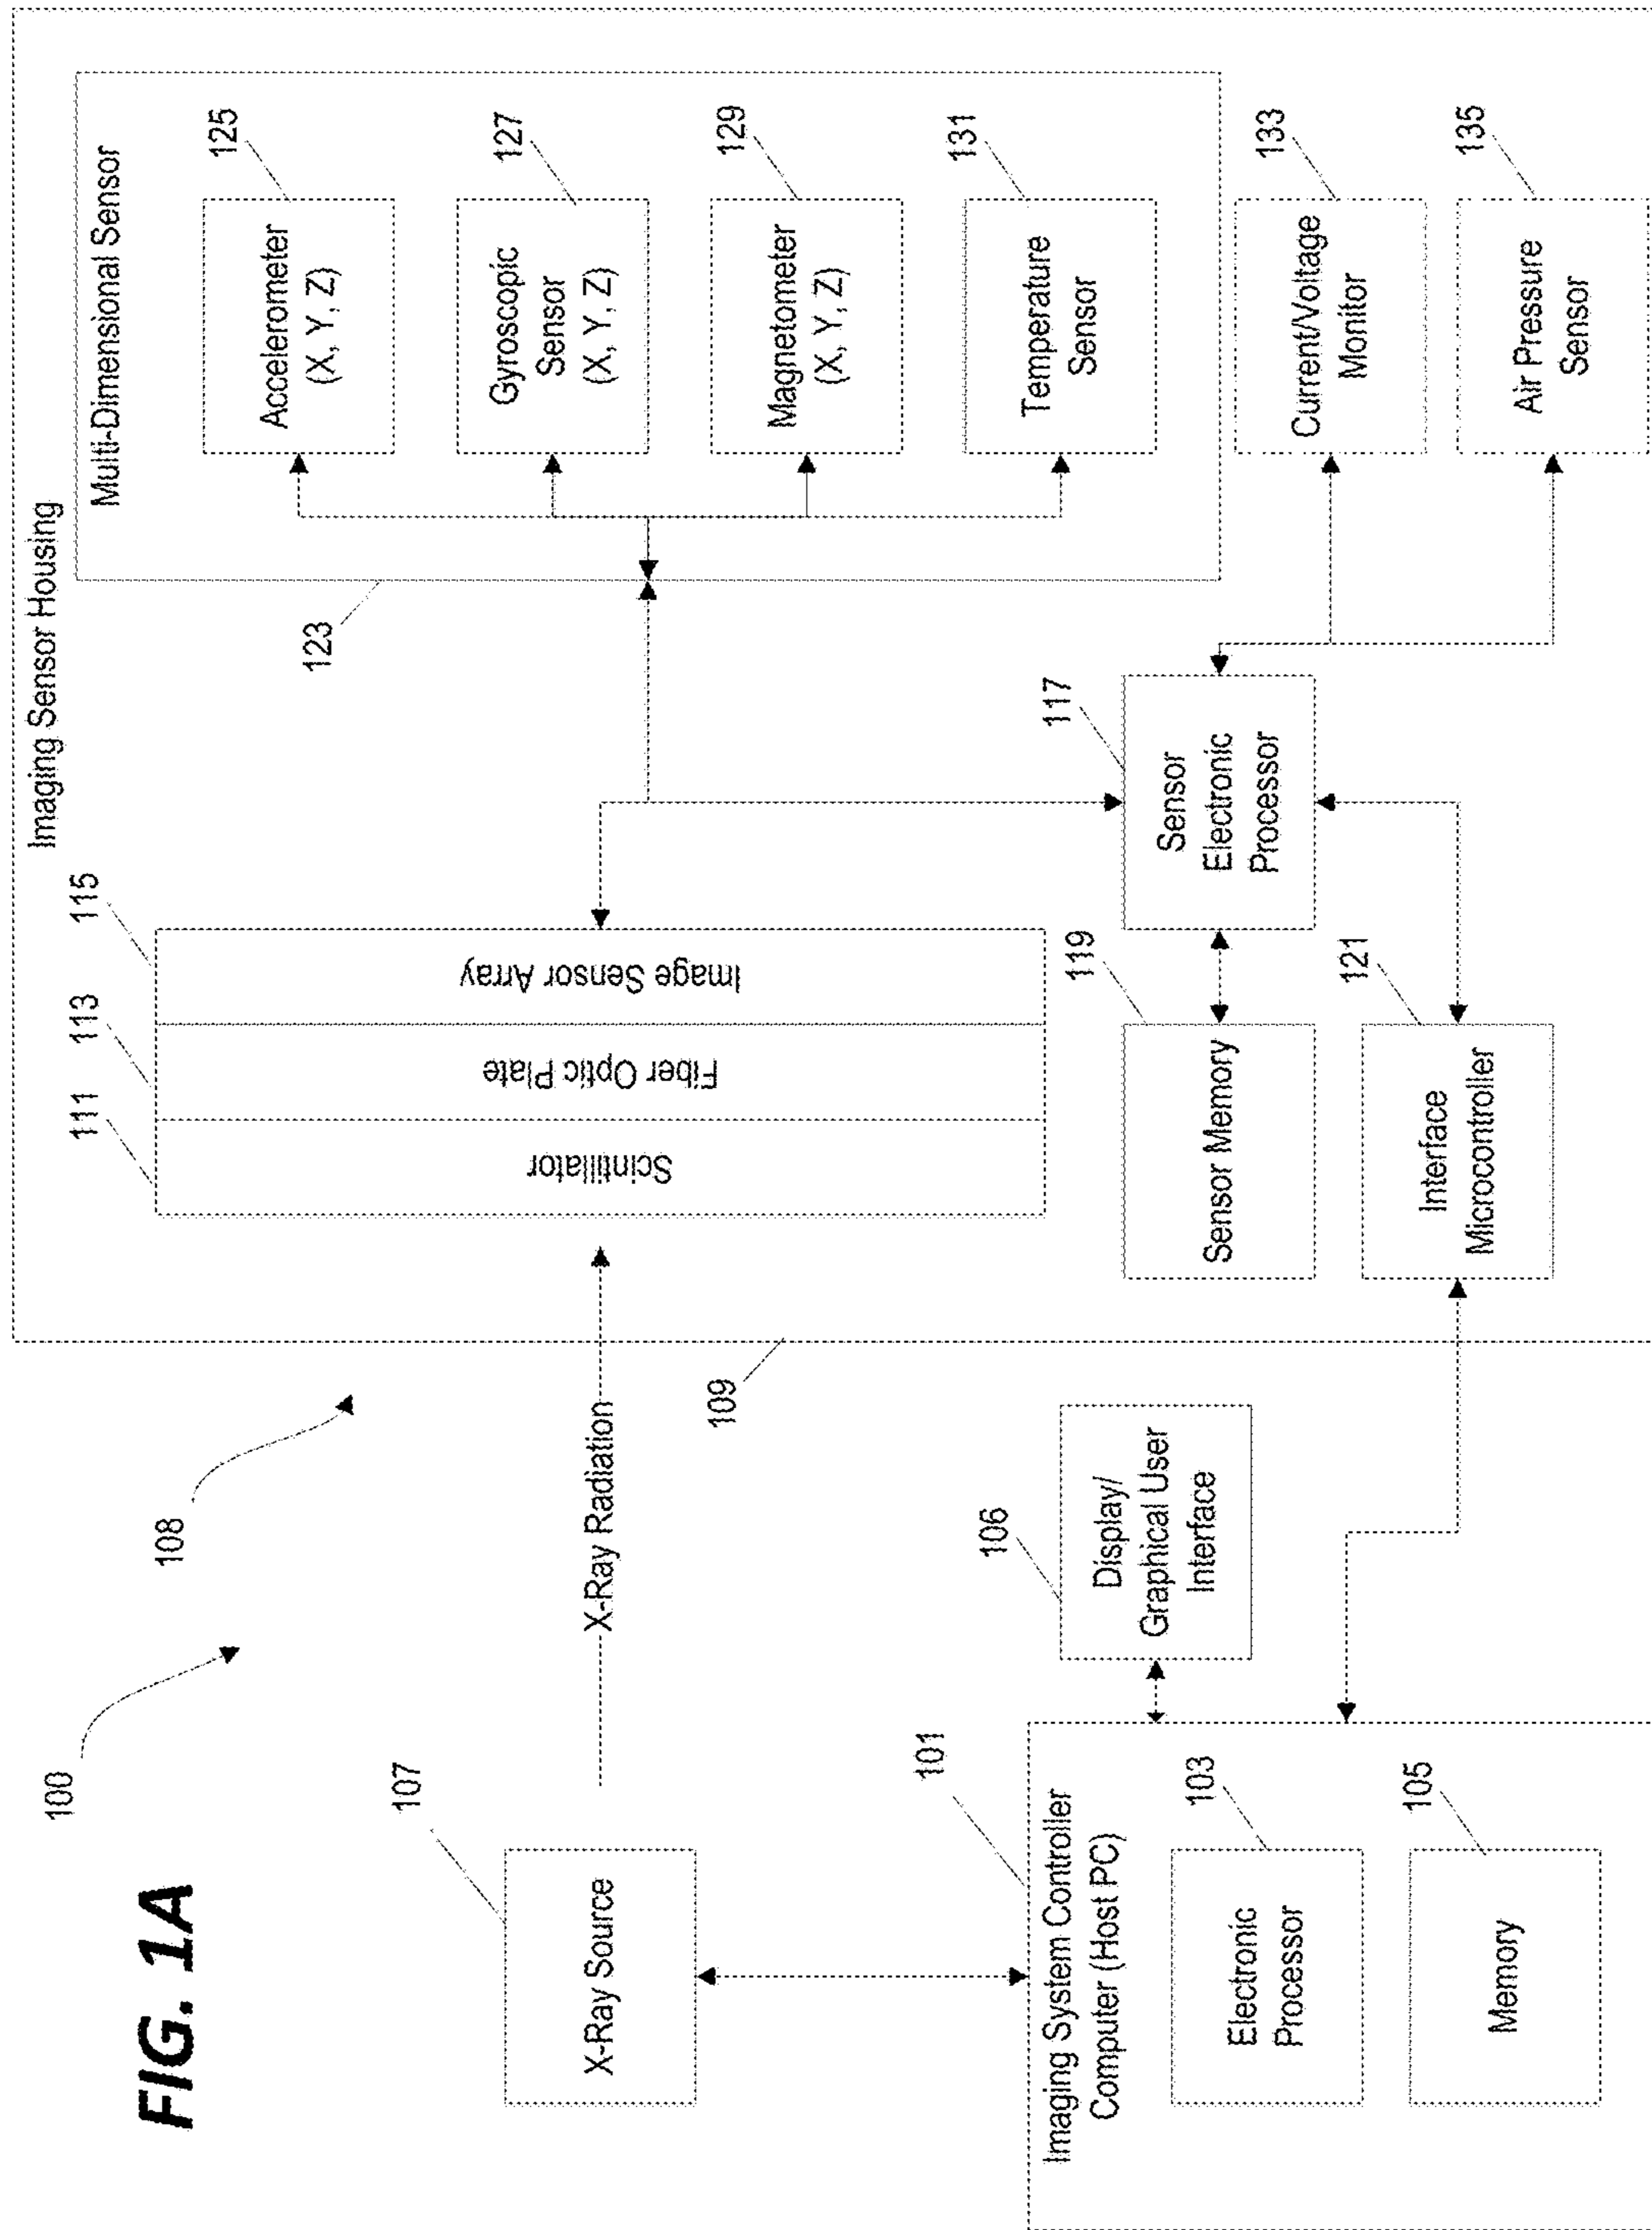 FIG. 1A
100
108
107
X-Ray Source
X-Ray Radiation
101
Imaging System Controller
Computer (Host PC)
103
Electronic
Processor
105
Memory
106
Display/
Graphical User
Interface
109
Imaging Sensor Housing
111
113
115
Scintillator
Fiber Optic Plate
Image Sensor Array
117
Sensor
Electronic
Processor
119
Sensor Memory
121
Interface
Microcontroller
123
Multi-Dimensional Sensor
125
Accelerometer
(X, Y, Z)
127
Gyroscopic
Sensor
(X, Y, Z)
129
Magnetometer
(X, Y, Z)
131
Temperature
Sensor
133
Current/Voltage
Monitor
135
Air Pressure
Sensor